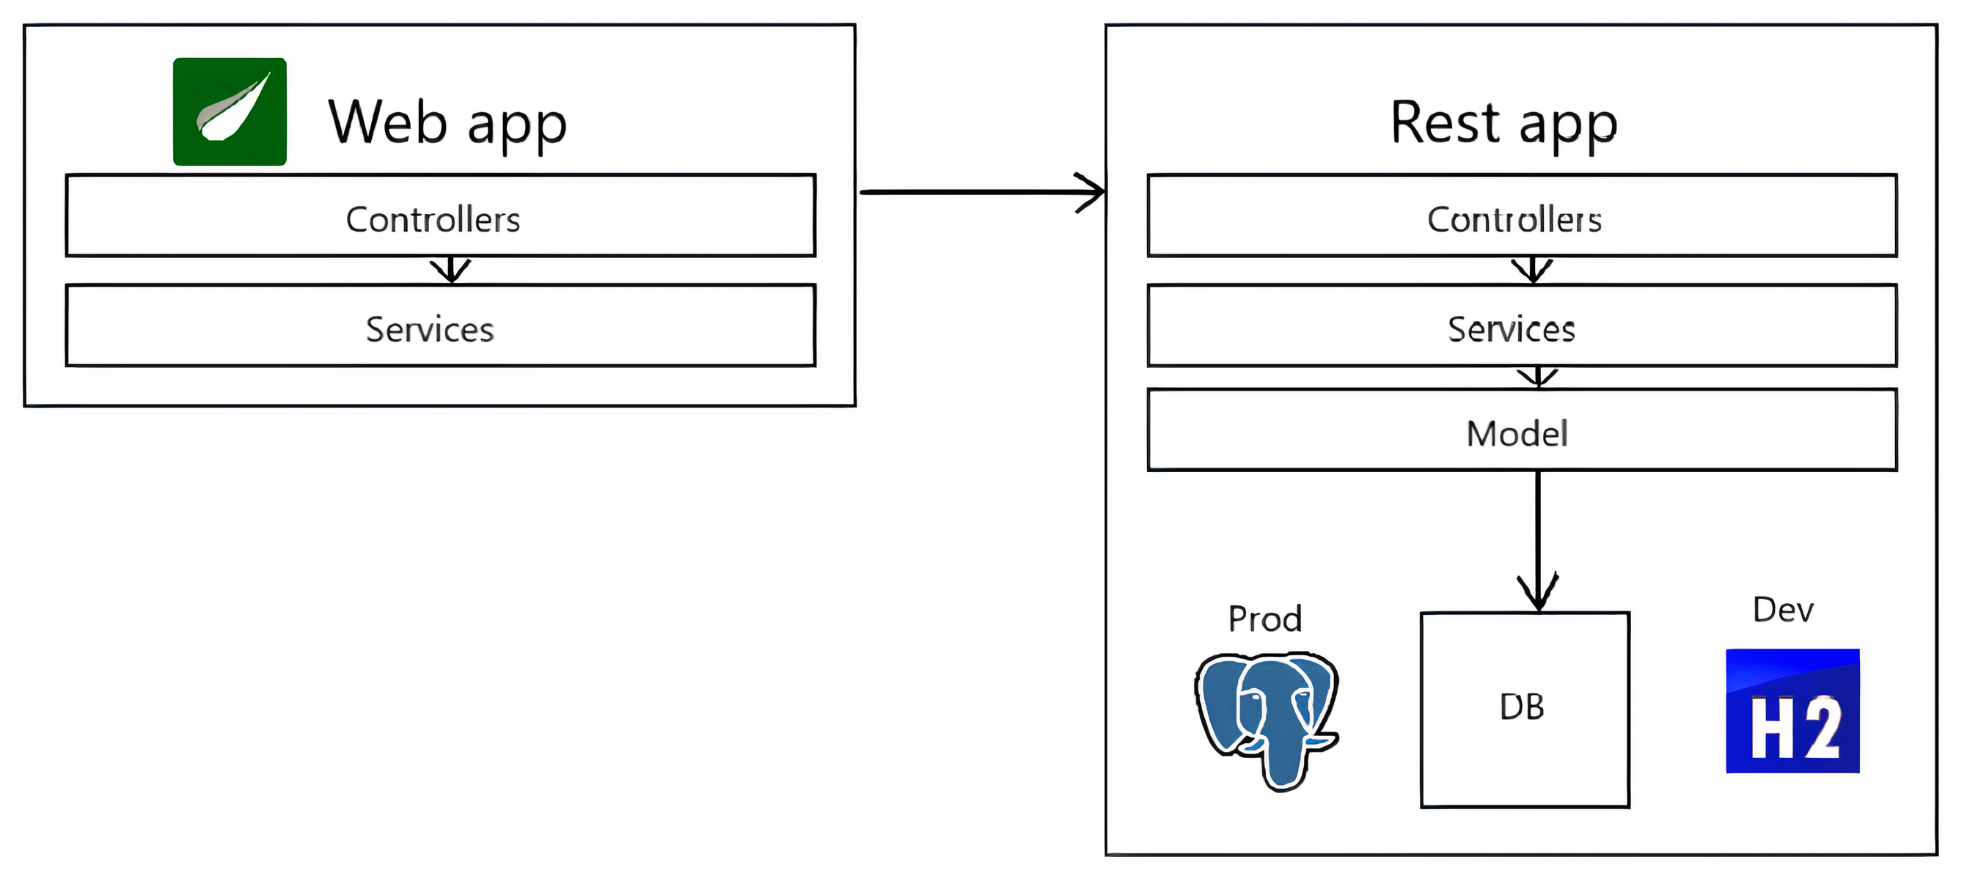 Web app
Controllers
Services
Rest app
Controllers
Services
Model
Prod
DB
Dev
H2